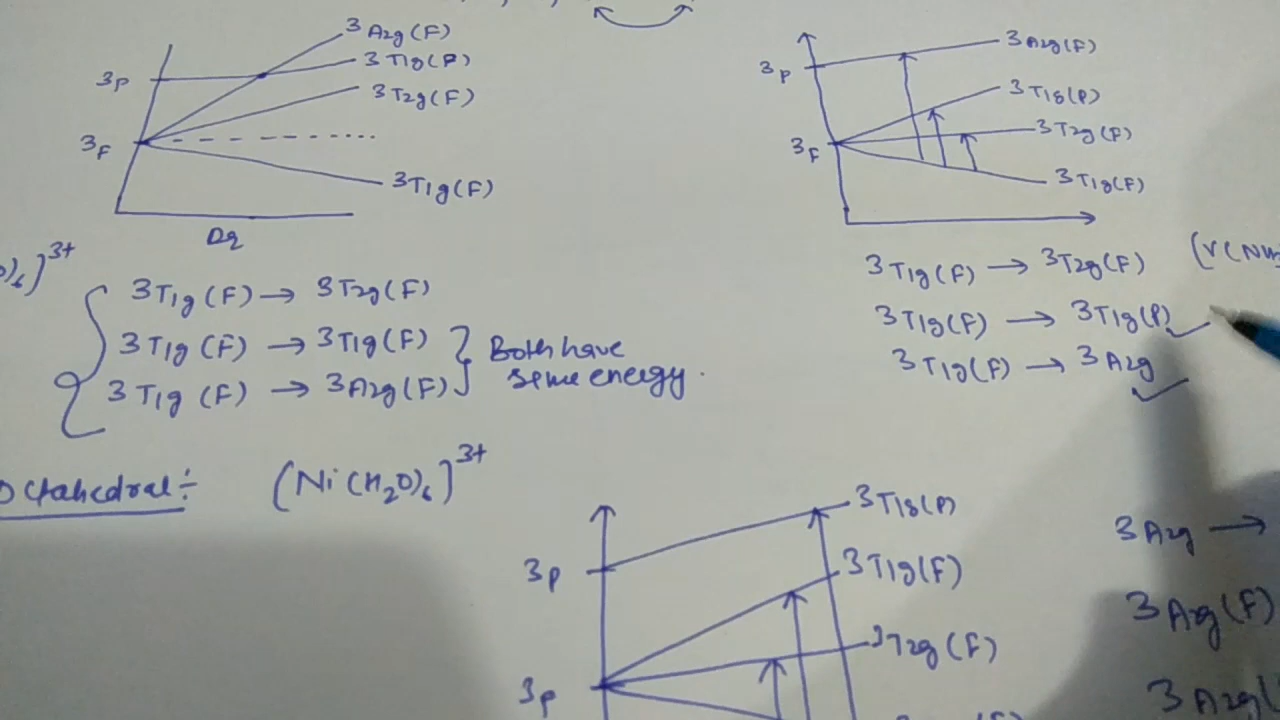 3A2g(F)
3T1g(P)
3P
3T2g(F)
3F
3T1g(F)
Dq
3A2g(F)
3P
3T1g(P)
3T2g(F)
3F
3T1g(F)
)6]3+
3T1g(F) → 3T2g(F)
3T1g(F) → 3T1g(F)
3T1g(F) → 3A2g(F)
Both have
same energy.
3T1g(F) → 3T2g(F)
3T1g(F) → 3T1g(P)
3T1g(F) → 3A2g
Octahedral:-
(Ni(H2O)6]3+
3T1g(P)
3P
3T1g(F)
3T2g(F)
3P
3A2g →
3A2g(F)
3A2g(